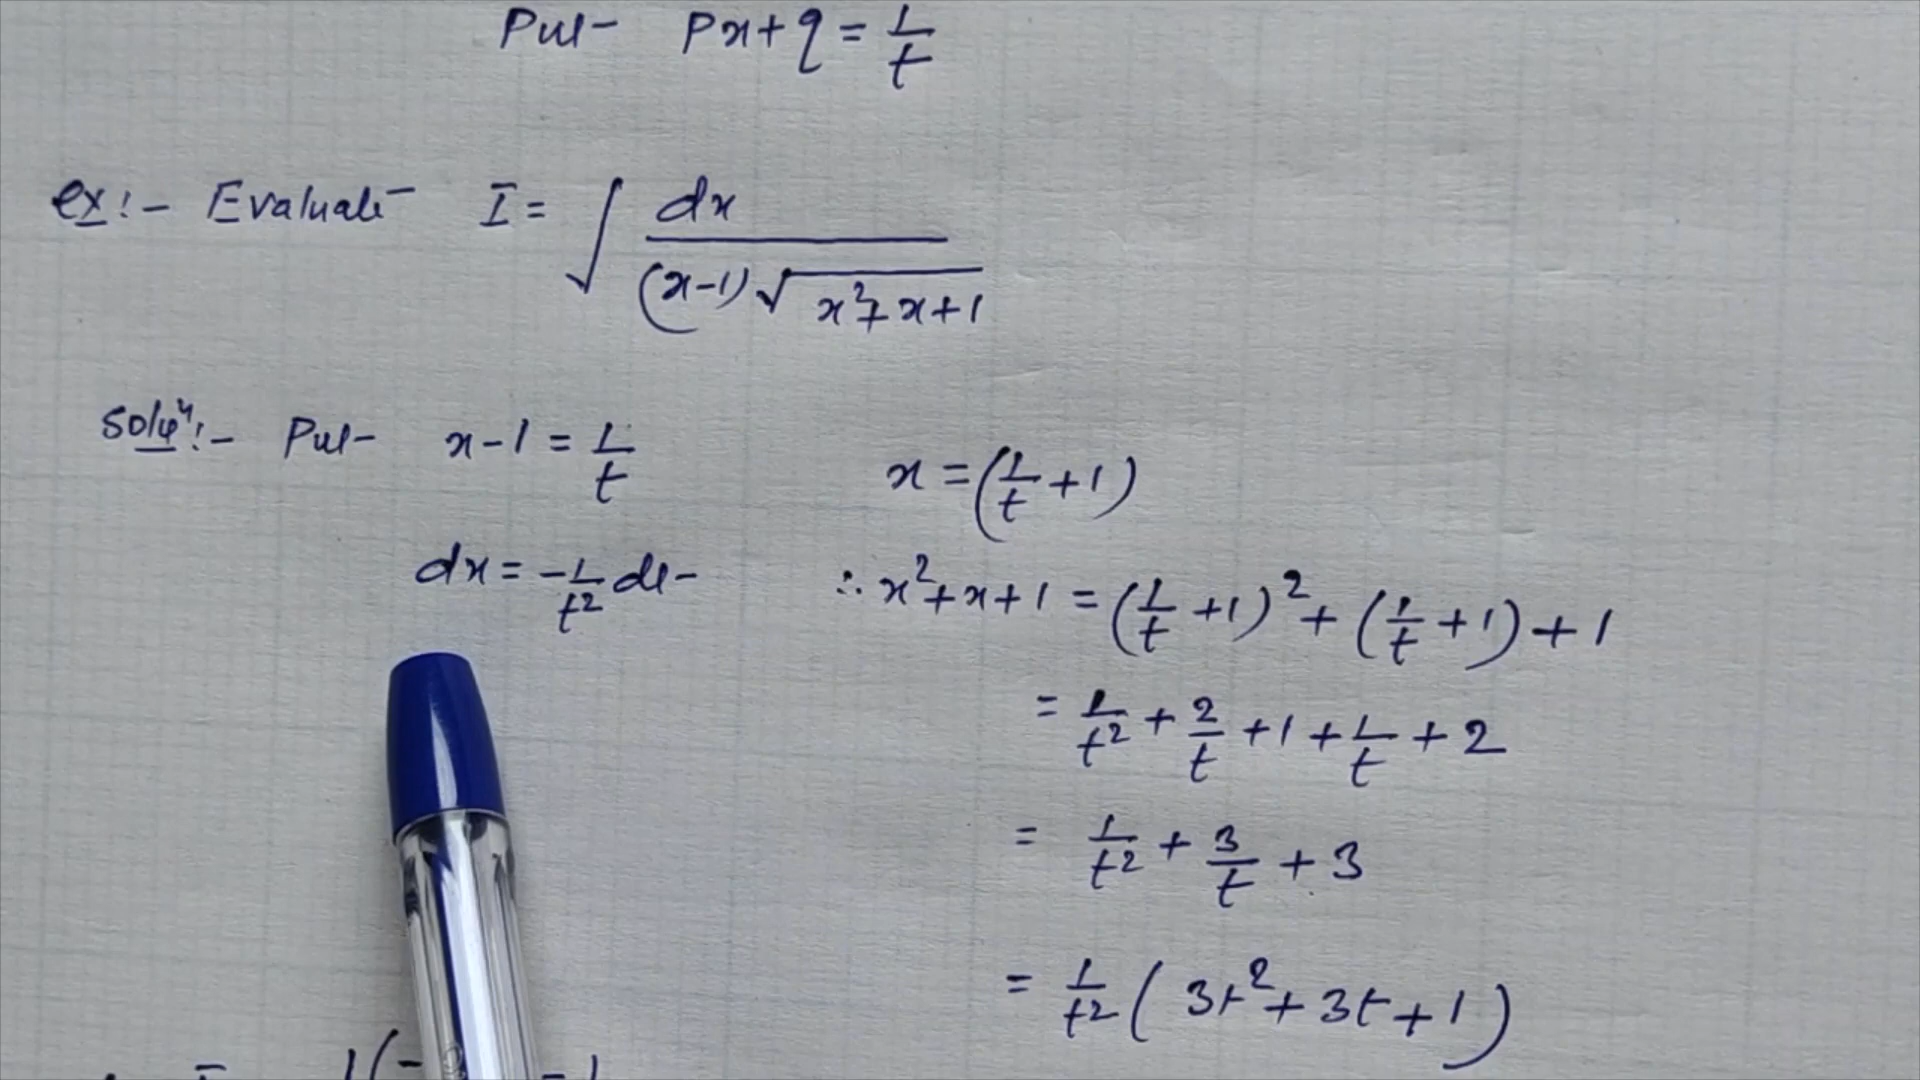 Put px+q = 1/t
ex:- Evaluate I = ∫ dx / (x-1)√(x²+x+1)
Solu^n:- Put x-1 = 1/t x = (1/t + 1)
dx = -1/t² dt ∴ x²+x+1 = (1/t + 1)² + (1/t + 1) + 1
= 1/t² + 2/t + 1 + 1/t + 2
= 1/t² + 3/t + 3
= 1/t² (3t² + 3t + 1)